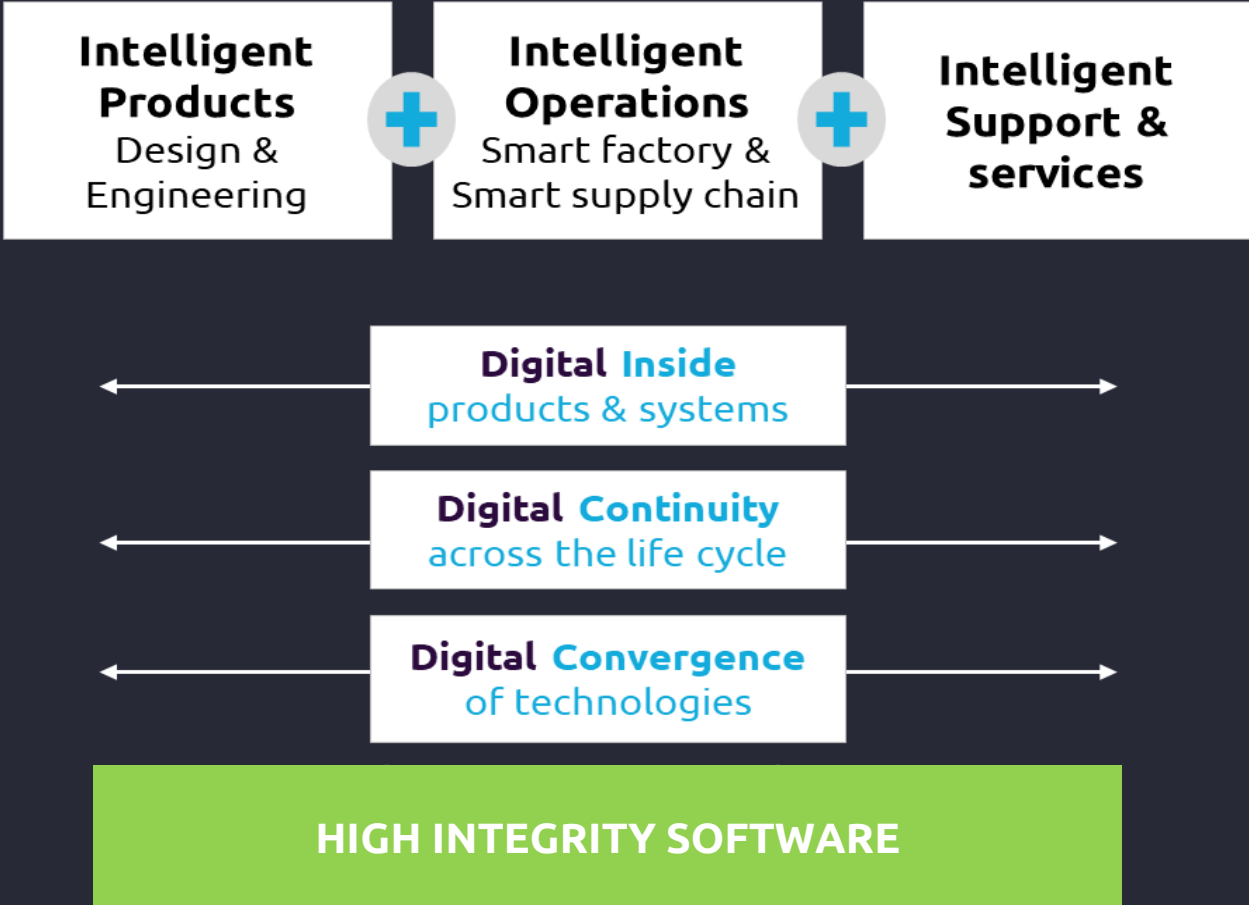 Intelligent
Products
Design &
Engineering
Intelligent
Operations
Smart factory &
Smart supply chain
Intelligent
Support &
services
Digital Inside
products & systems
Digital Continuity
across the life cycle
Digital Convergence
of technologies
HIGH INTEGRITY SOFTWARE